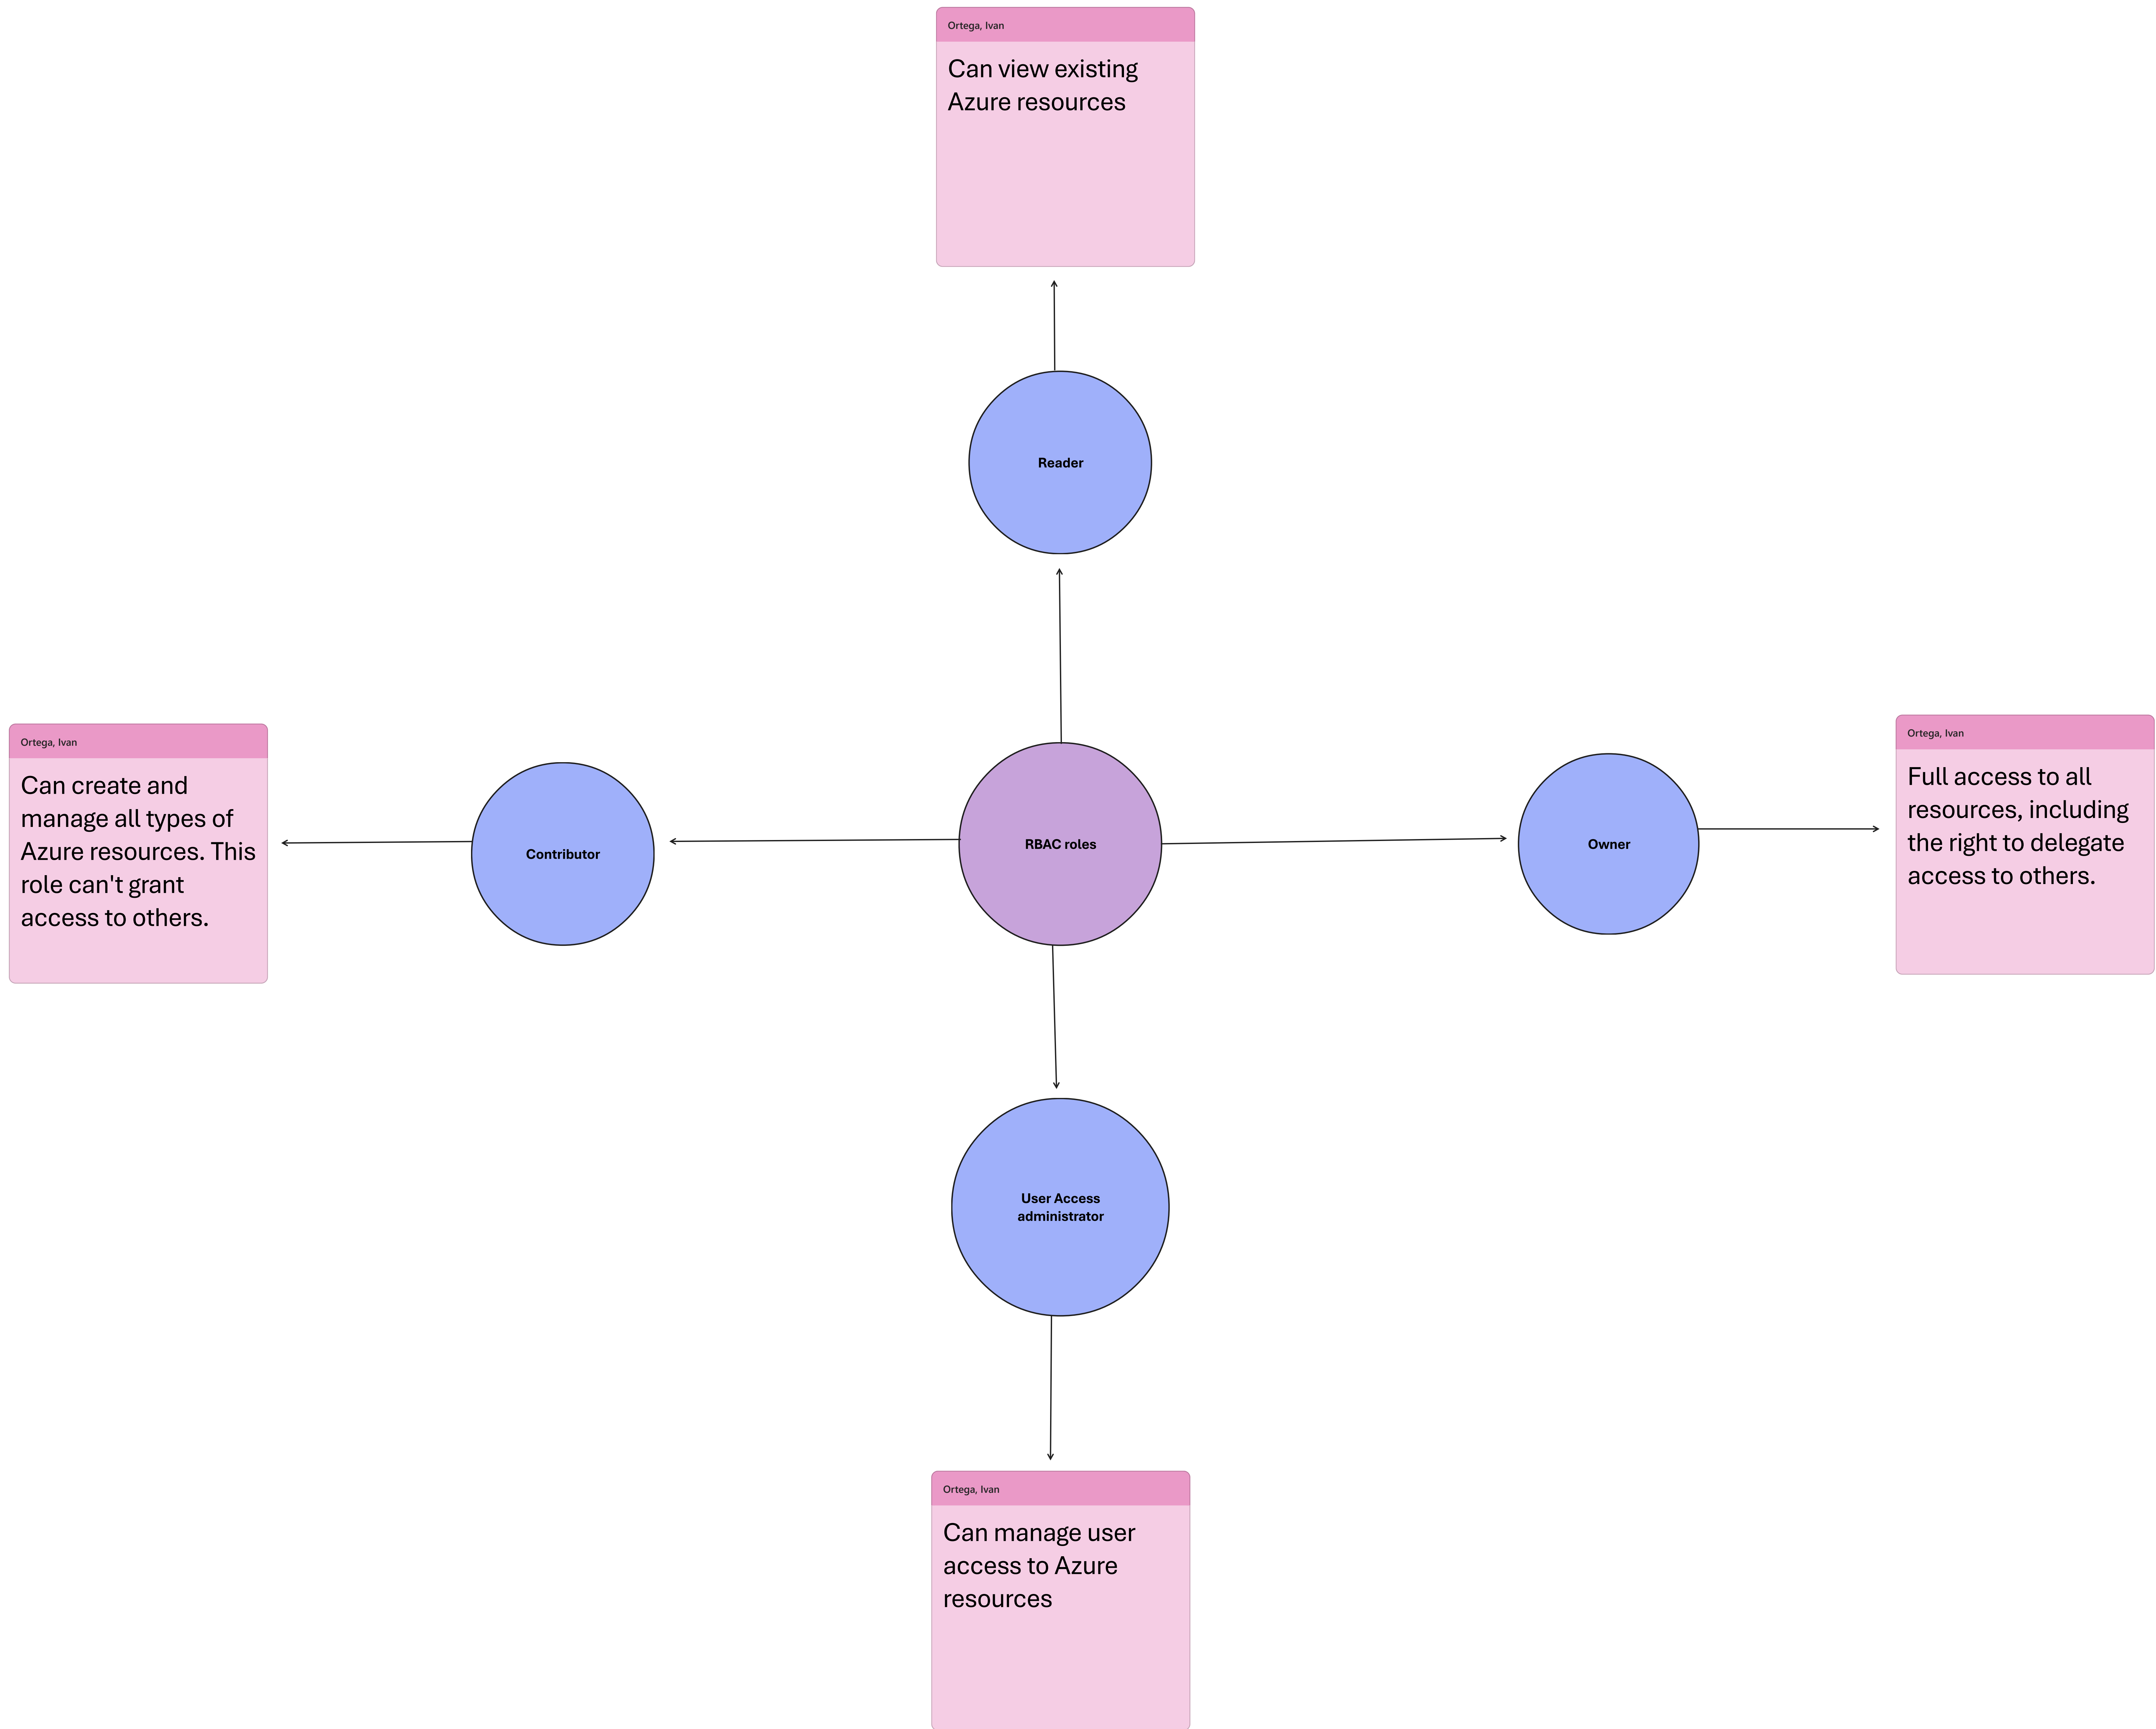 Ortega, Ivan
Can view existing
Azure resources
Reader
Ortega, Ivan
Can create and
manage all types of
Azure resources. This
role can't grant
access to others.
Contributor
RBAC roles
Owner
Ortega, Ivan
Full access to all
resources, including
the right to delegate
access to others.
User Access
administrator
Ortega, Ivan
Can manage user
access to Azure
resources